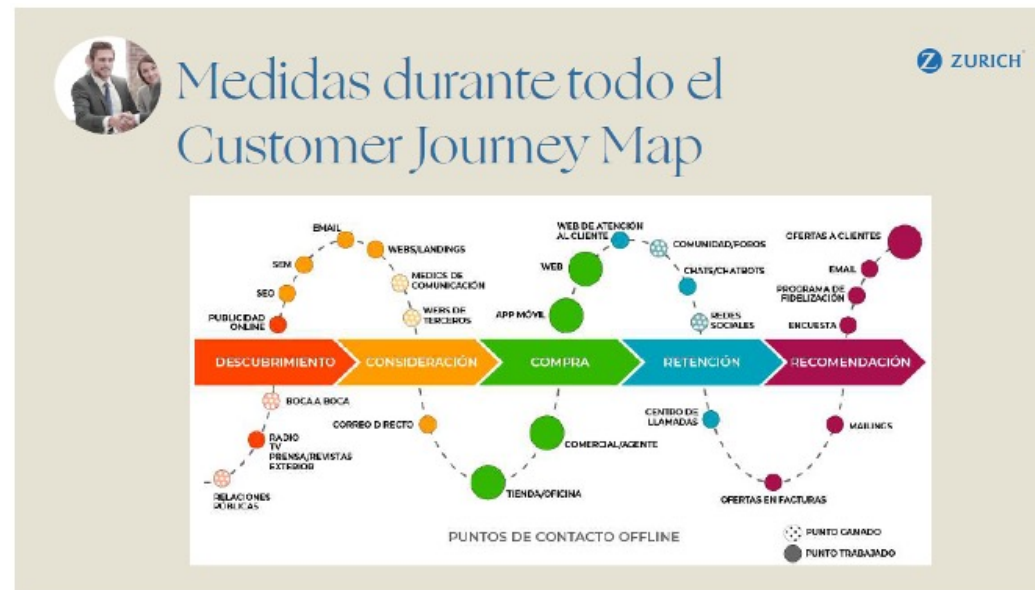 Medidas durante todo el
Customer Journey Map
ZURICH
EMAIL
WEBS/LANDINGS
SEM
MEDIOS DE
COMUNICACIÓN
SEO
WEBS DE
TERCEROS
PUBLICIDAD
ONLINE
WEB DE ATENCIÓN
AL CLIENTE
COMUNIDAD/FOROS
WEB
CHATS/CHATBOTS
APP MÓVIL
REDES
SOCIALES
OFERTAS A CLIENTES
EMAIL
PROGRAMA DE
FIDELIZACIÓN
ENCUESTA
DESCUBRIMIENTO
CONSIDERACIÓN
COMPRA
RETENCIÓN
RECOMENDACIÓN
BOCA A BOCA
RADIO
TV
PRENSA/REVISTAS
EXTERIOR
RELACIONES
PÚBLICAS
CORREO DIRECTO
TIENDA/OFICINA
COMERCIAL/AGENTE
CENTRO DE
LLAMADAS
OFERTAS EN FACTURAS
MAILINGS
PUNTOS DE CONTACTO OFFLINE
PUNTO GANADO
PUNTO TRABAJADO